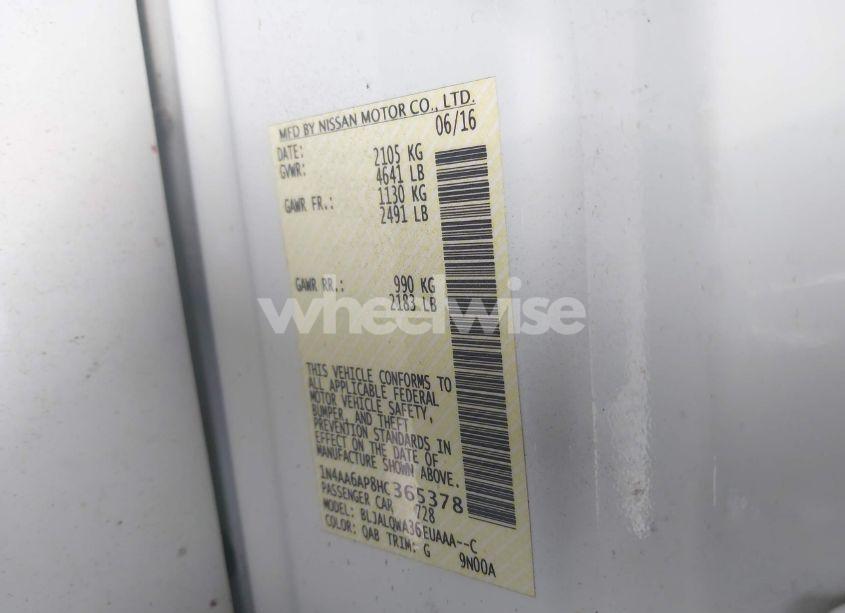 MFD BY NISSAN MOTOR CO., LTD.
DATE: 06/16
GVWR: 2105 KG
4641 LB
GAWR FR.: 1130 KG
2491 LB
GAWR RR.: 990 KG
2183 LB
wheelwise
THIS VEHICLE CONFORMS TO
ALL APPLICABLE FEDERAL
MOTOR VEHICLE SAFETY,
BUMPER, AND THEFT
PREVENTION STANDARDS IN
EFFECT ON THE DATE OF
MANUFACTURE SHOWN ABOVE.
1N4AA6AP8HC365378
PASSENGER CAR 728
MODEL: BLJALQWA36EUAAA--C
COLOR: QAB TRIM: G 9N00A